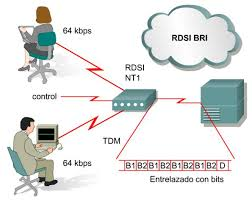 64 kbps
RDSI BRI
RDSI
NT1
control
TDM
64 kbps
B1 B2 B1 B2 B1 B2 B1 B2 D
Entrelazado con bits